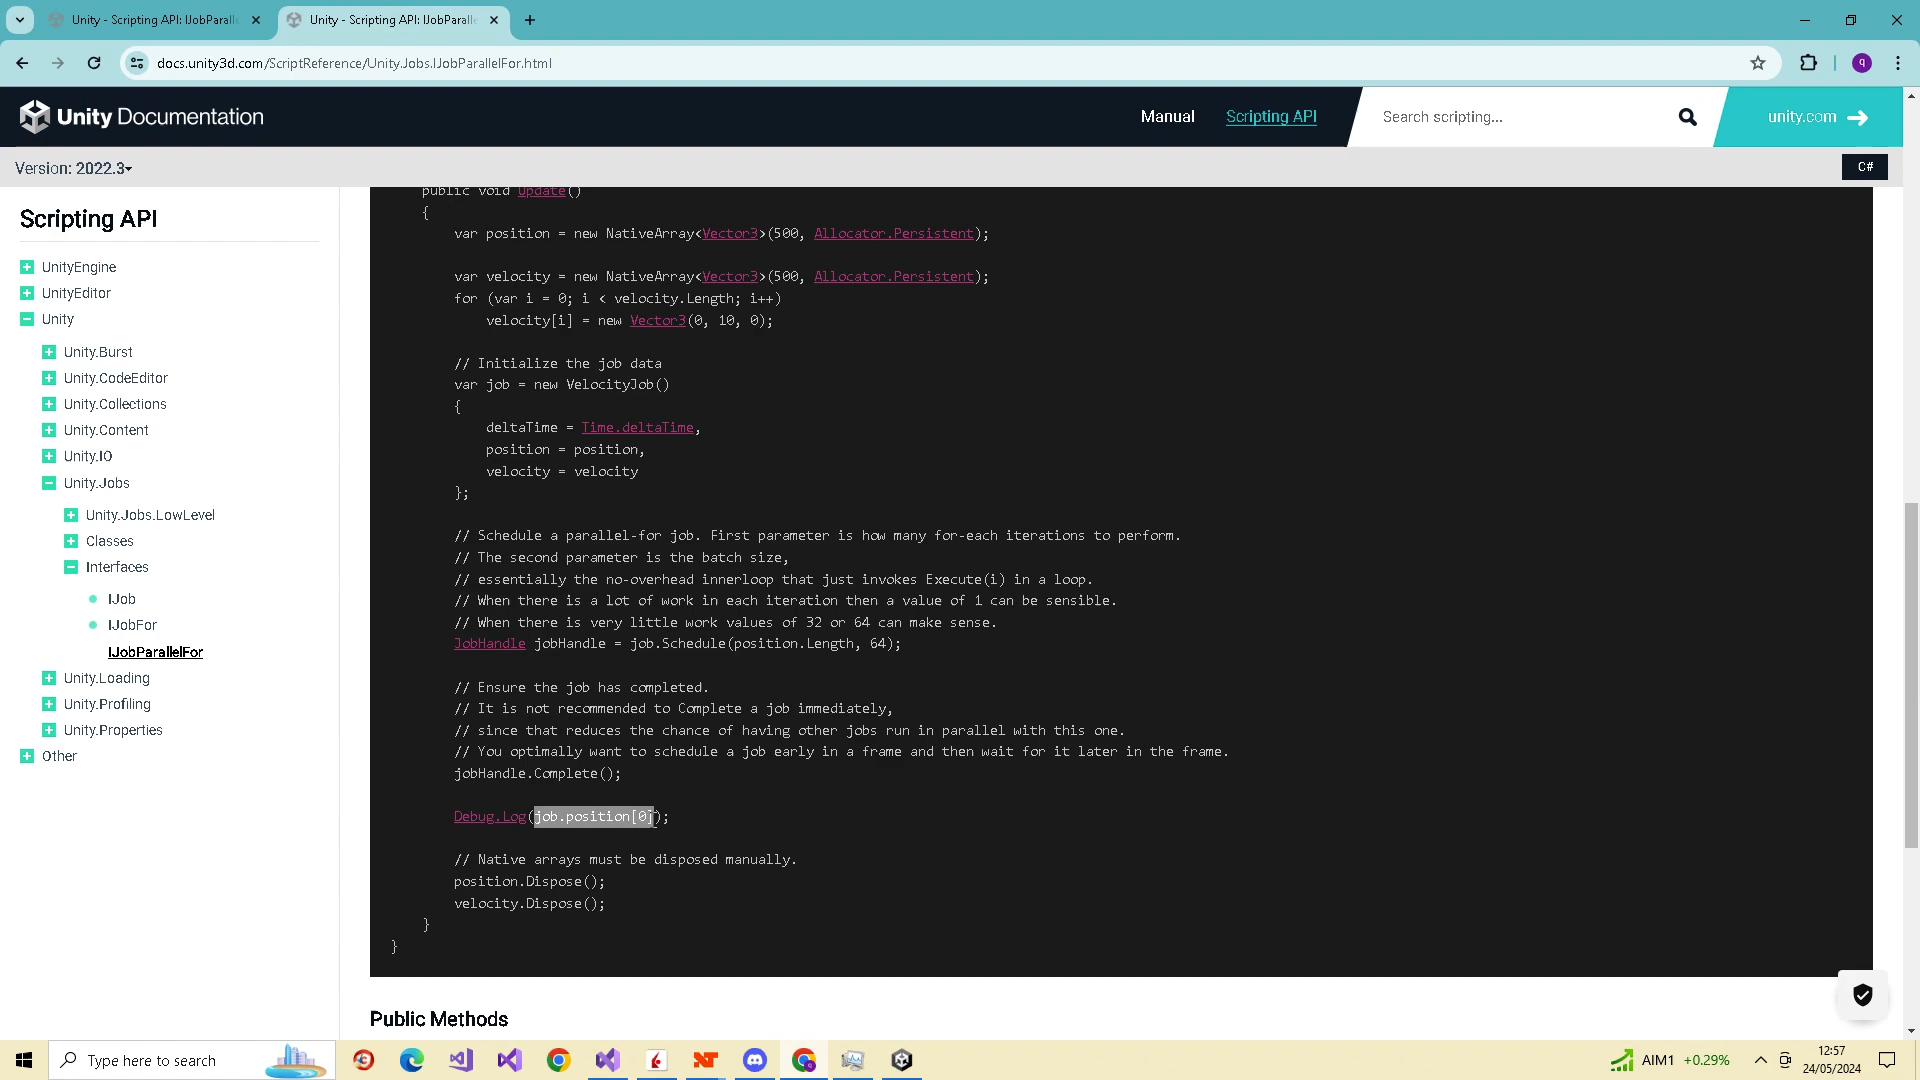 Unity - Scripting API: IJobParalle
Unity - Scripting API: IJobParalle
docs.unity3d.com/ScriptReference/Unity.Jobs.IJobParallelFor.html
q
Unity Documentation
Manual
Scripting API
Search scripting...
unity.com
Version: 2022.3
C#
Scripting API
UnityEngine
UnityEditor
Unity
Unity.Burst
Unity.CodeEditor
Unity.Collections
Unity.Content
Unity.IO
Unity.Jobs
Unity.Jobs.LowLevel
Classes
Interfaces
IJob
IJobFor
IJobParallelFor
Unity.Loading
Unity.Profiling
Unity.Properties
Other
public void Update()
{
var position = new NativeArray<Vector3>(500, Allocator.Persistent);
var velocity = new NativeArray<Vector3>(500, Allocator.Persistent);
for (var i = 0; i < velocity.Length; i++)
velocity[i] = new Vector3(0, 10, 0);
// Initialize the job data
var job = new VelocityJob()
{
deltaTime = Time.deltaTime,
position = position,
velocity = velocity
};
// Schedule a parallel-for job. First parameter is how many for-each iterations to perform.
// The second parameter is the batch size,
// essentially the no-overhead innerloop that just invokes Execute(i) in a loop.
// When there is a lot of work in each iteration then a value of 1 can be sensible.
// When there is very little work values of 32 or 64 can make sense.
JobHandle jobHandle = job.Schedule(position.Length, 64);
// Ensure the job has completed.
// It is not recommended to Complete a job immediately,
// since that reduces the chance of having other jobs run in parallel with this one.
// You optimally want to schedule a job early in a frame and then wait for it later in the frame.
jobHandle.Complete();
Debug.Log(job.position[0]);
// Native arrays must be disposed manually.
position.Dispose();
velocity.Dispose();
}
}
Public Methods
Type here to search
AIM1 +0.29%
12:57
24/05/2024